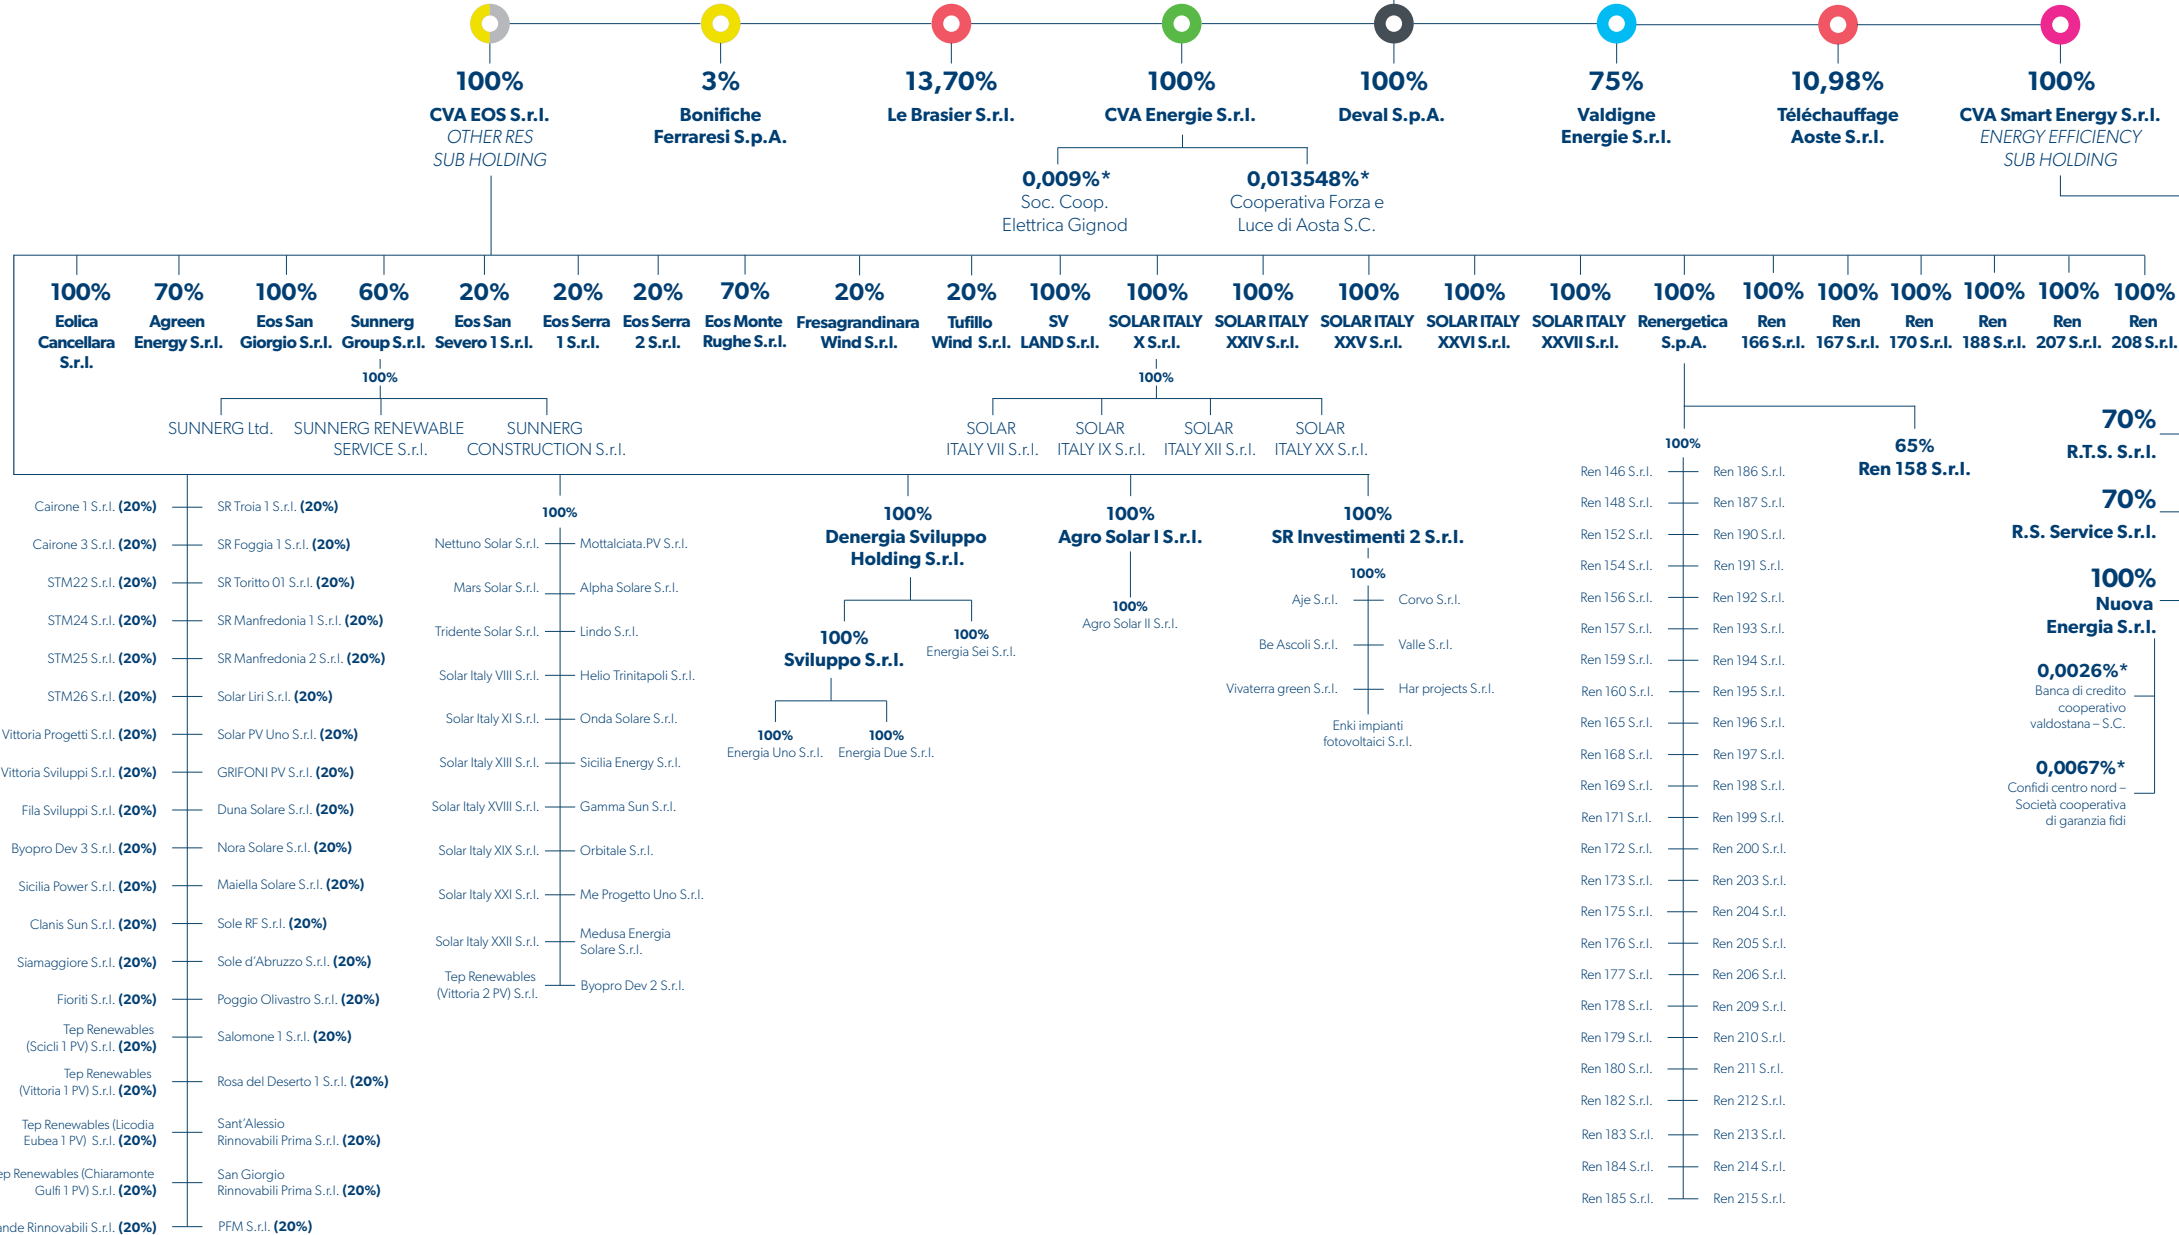 100%
CVA EOS S.r.l.
OTHER RES
SUB HOLDING
3%
Bonifiche
Ferraresi S.p.A.
13,70%
Le Brasier S.r.l.
100%
CVA Energie S.r.l.
0,009%*
Soc. Coop.
Elettrica Gignod
0,013548%*
Cooperativa Forza e
Luce di Aosta S.C.
100%
Deval S.p.A.
75%
Valdigne
Energie S.r.l.
10,98%
Téléchauffage
Aoste S.r.l.
100%
CVA Smart Energy S.r.l.
ENERGY EFFICIENCY
SUB HOLDING
100%
Eolica
Cancellara
S.r.l.
70%
Agreen
Energy S.r.l.
100%
Eos San
Giorgio S.r.l.
60%
Sunnerg
Group S.r.l.
20%
Eos San
Severo 1 S.r.l.
20%
Eos Serra
1 S.r.l.
20%
Eos Serra
2 S.r.l.
70%
Eos Monte
Rughe S.r.l.
20%
Fresagrandinara
Wind S.r.l.
20%
Tufillo
Wind S.r.l.
100%
SV
LAND S.r.l.
100%
SOLAR ITALY
X S.r.l.
100%
SOLAR ITALY
XXIV S.r.l.
100%
SOLAR ITALY
XXV S.r.l.
100%
SOLAR ITALY
XXVI S.r.l.
100%
SOLAR ITALY
XXVII S.r.l.
100%
Renergetica
S.p.A.
100%
Ren
166 S.r.l.
100%
Ren
167 S.r.l.
100%
Ren
170 S.r.l.
100%
Ren
188 S.r.l.
100%
Ren
207 S.r.l.
100%
Ren
208 S.r.l.
100%
SUNNERG Ltd.
SUNNERG RENEWABLE
SERVICE S.r.l.
SUNNERG
CONSTRUCTION S.r.l.
100%
SOLAR
ITALY VII S.r.l.
SOLAR
ITALY IX S.r.l.
SOLAR
ITALY XII S.r.l.
SOLAR
ITALY XX S.r.l.
Cairone 1 S.r.l. (20%)
SR Troia 1 S.r.l. (20%)
Cairone 3 S.r.l. (20%)
SR Foggia 1 S.r.l. (20%)
STM22 S.r.l. (20%)
SR Toritto 01 S.r.l. (20%)
STM24 S.r.l. (20%)
SR Manfredonia 1 S.r.l. (20%)
STM25 S.r.l. (20%)
SR Manfredonia 2 S.r.l. (20%)
STM26 S.r.l. (20%)
Solar Liri S.r.l. (20%)
Vittoria Progetti S.r.l. (20%)
Solar PV Uno S.r.l. (20%)
Vittoria Sviluppi S.r.l. (20%)
GRIFONI PV S.r.l. (20%)
Fila Sviluppi S.r.l. (20%)
Duna Solare S.r.l. (20%)
Byopro Dev 3 S.r.l. (20%)
Nora Solare S.r.l. (20%)
Sicilia Power S.r.l. (20%)
Maiella Solare S.r.l. (20%)
Clanis Sun S.r.l. (20%)
Sole RF S.r.l. (20%)
Siamaggiore S.r.l. (20%)
Sole d'Abruzzo S.r.l. (20%)
Fioriti S.r.l. (20%)
Poggio Olivastro S.r.l. (20%)
Tep Renewables
(Scicli 1 PV) S.r.l. (20%)
Salomone 1 S.r.l. (20%)
Tep Renewables
(Vittoria 1 PV) S.r.l. (20%)
Rosa del Deserto 1 S.r.l. (20%)
Tep Renewables (Licodia
Eubea 1 PV) S.r.l. (20%)
Sant'Alessio
Rinnovabili Prima S.r.l. (20%)
ep Renewables (Chiaramonte
Gulfi 1 PV) S.r.l. (20%)
San Giorgio
Rinnovabili Prima S.r.l. (20%)
ande Rinnovabili S.r.l. (20%)
PFM S.r.l. (20%)
100%
Nettuno Solar S.r.l.
Mottalciata.PV S.r.l.
Mars Solar S.r.l.
Alpha Solare S.r.l.
Tridente Solar S.r.l.
Lindo S.r.l.
Solar Italy VIII S.r.l.
Helio Trinitapoli S.r.l.
Solar Italy XI S.r.l.
Onda Solare S.r.l.
Solar Italy XIII S.r.l.
Sicilia Energy S.r.l.
Solar Italy XVIII S.r.l.
Gamma Sun S.r.l.
Solar Italy XIX S.r.l.
Orbitale S.r.l.
Solar Italy XXI S.r.l.
Me Progetto Uno S.r.l.
Solar Italy XXII S.r.l.
Medusa Energia
Solare S.r.l.
Tep Renewables
(Vittoria 2 PV) S.r.l.
Byopro Dev 2 S.r.l.
100%
Denergia Sviluppo
Holding S.r.l.
100%
Sviluppo S.r.l.
100%
Energia Sei S.r.l.
100%
Energia Uno S.r.l.
100%
Energia Due S.r.l.
100%
Agro Solar I S.r.l.
100%
Agro Solar II S.r.l.
100%
SR Investimenti 2 S.r.l.
100%
Aje S.r.l.
Corvo S.r.l.
Be Ascoli S.r.l.
Valle S.r.l.
Vivaterra green S.r.l.
Har projects S.r.l.
Enki impianti
fotovoltaici S.r.l.
100%
Ren 146 S.r.l.
Ren 186 S.r.l.
Ren 148 S.r.l.
Ren 187 S.r.l.
Ren 152 S.r.l.
Ren 190 S.r.l.
Ren 154 S.r.l.
Ren 191 S.r.l.
Ren 156 S.r.l.
Ren 192 S.r.l.
Ren 157 S.r.l.
Ren 193 S.r.l.
Ren 159 S.r.l.
Ren 194 S.r.l.
Ren 160 S.r.l.
Ren 195 S.r.l.
Ren 165 S.r.l.
Ren 196 S.r.l.
Ren 168 S.r.l.
Ren 197 S.r.l.
Ren 169 S.r.l.
Ren 198 S.r.l.
Ren 171 S.r.l.
Ren 199 S.r.l.
Ren 172 S.r.l.
Ren 200 S.r.l.
Ren 173 S.r.l.
Ren 203 S.r.l.
Ren 175 S.r.l.
Ren 204 S.r.l.
Ren 176 S.r.l.
Ren 205 S.r.l.
Ren 177 S.r.l.
Ren 206 S.r.l.
Ren 178 S.r.l.
Ren 209 S.r.l.
Ren 179 S.r.l.
Ren 210 S.r.l.
Ren 180 S.r.l.
Ren 211 S.r.l.
Ren 182 S.r.l.
Ren 212 S.r.l.
Ren 183 S.r.l.
Ren 213 S.r.l.
Ren 184 S.r.l.
Ren 214 S.r.l.
Ren 185 S.r.l.
Ren 215 S.r.l.
65%
Ren 158 S.r.l.
70%
R.T.S. S.r.l.
70%
R.S. Service S.r.l.
100%
Nuova
Energia S.r.l.
0,0026%*
Banca di credito
cooperativo
valdostana – S.C.
0,0067%*
Confidi centro nord –
Società cooperativa
di garanzia fidi